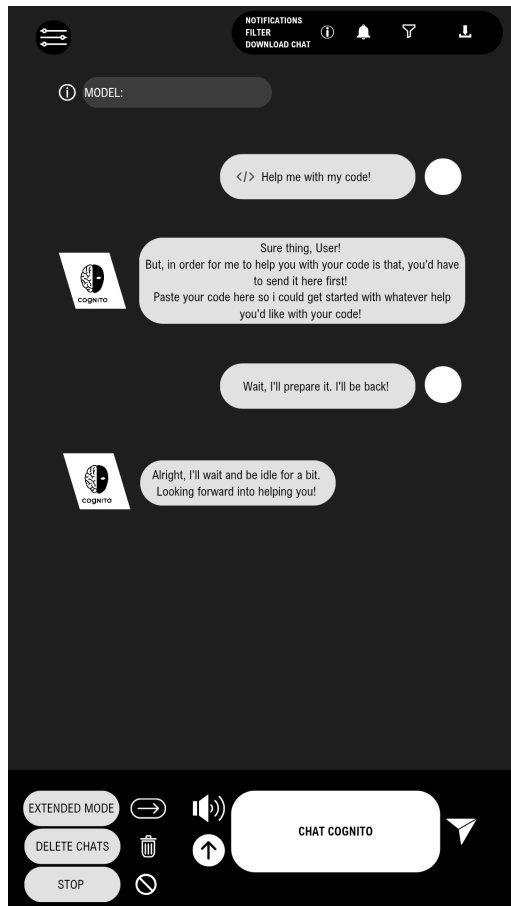 NOTIFICATIONS
FILTER
DOWNLOAD CHAT
MODEL:
</> Help me with my code!
Sure thing, User!
But, in order for me to help you with your code is that, you'd have
to send it here first!
Paste your code here so i could get started with whatever help
you'd like with your code!
COGNITO
Wait, I'll prepare it. I'll be back!
Alright, I'll wait and be idle for a bit.
Looking forward into helping you!
COGNITO
EXTENDED MODE
DELETE CHATS
STOP
CHAT COGNITO